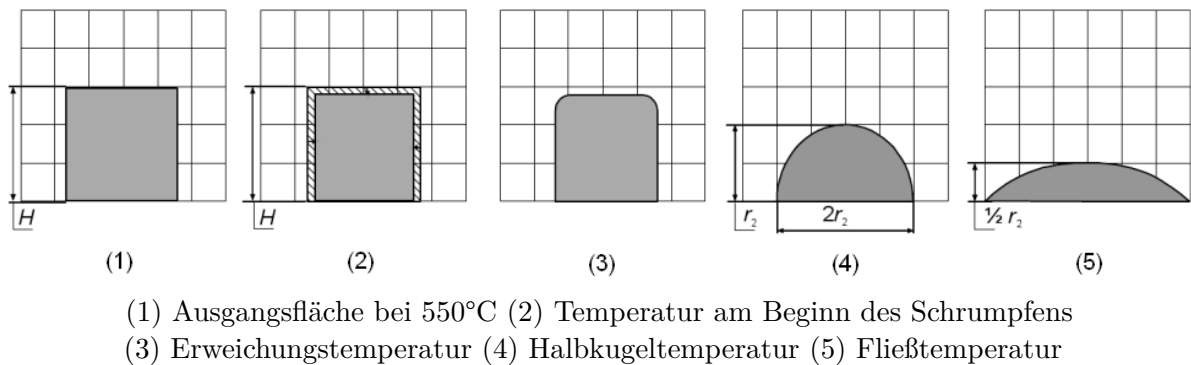 H
H
r₂
2r₂
½ r₂
(1)
(2)
(3)
(4)
(5)
(1) Ausgangsfläche bei 550°C (2) Temperatur am Beginn des Schrumpfens
(3) Erweichungstemperatur (4) Halbkugeltemperatur (5) Fließtemperatur